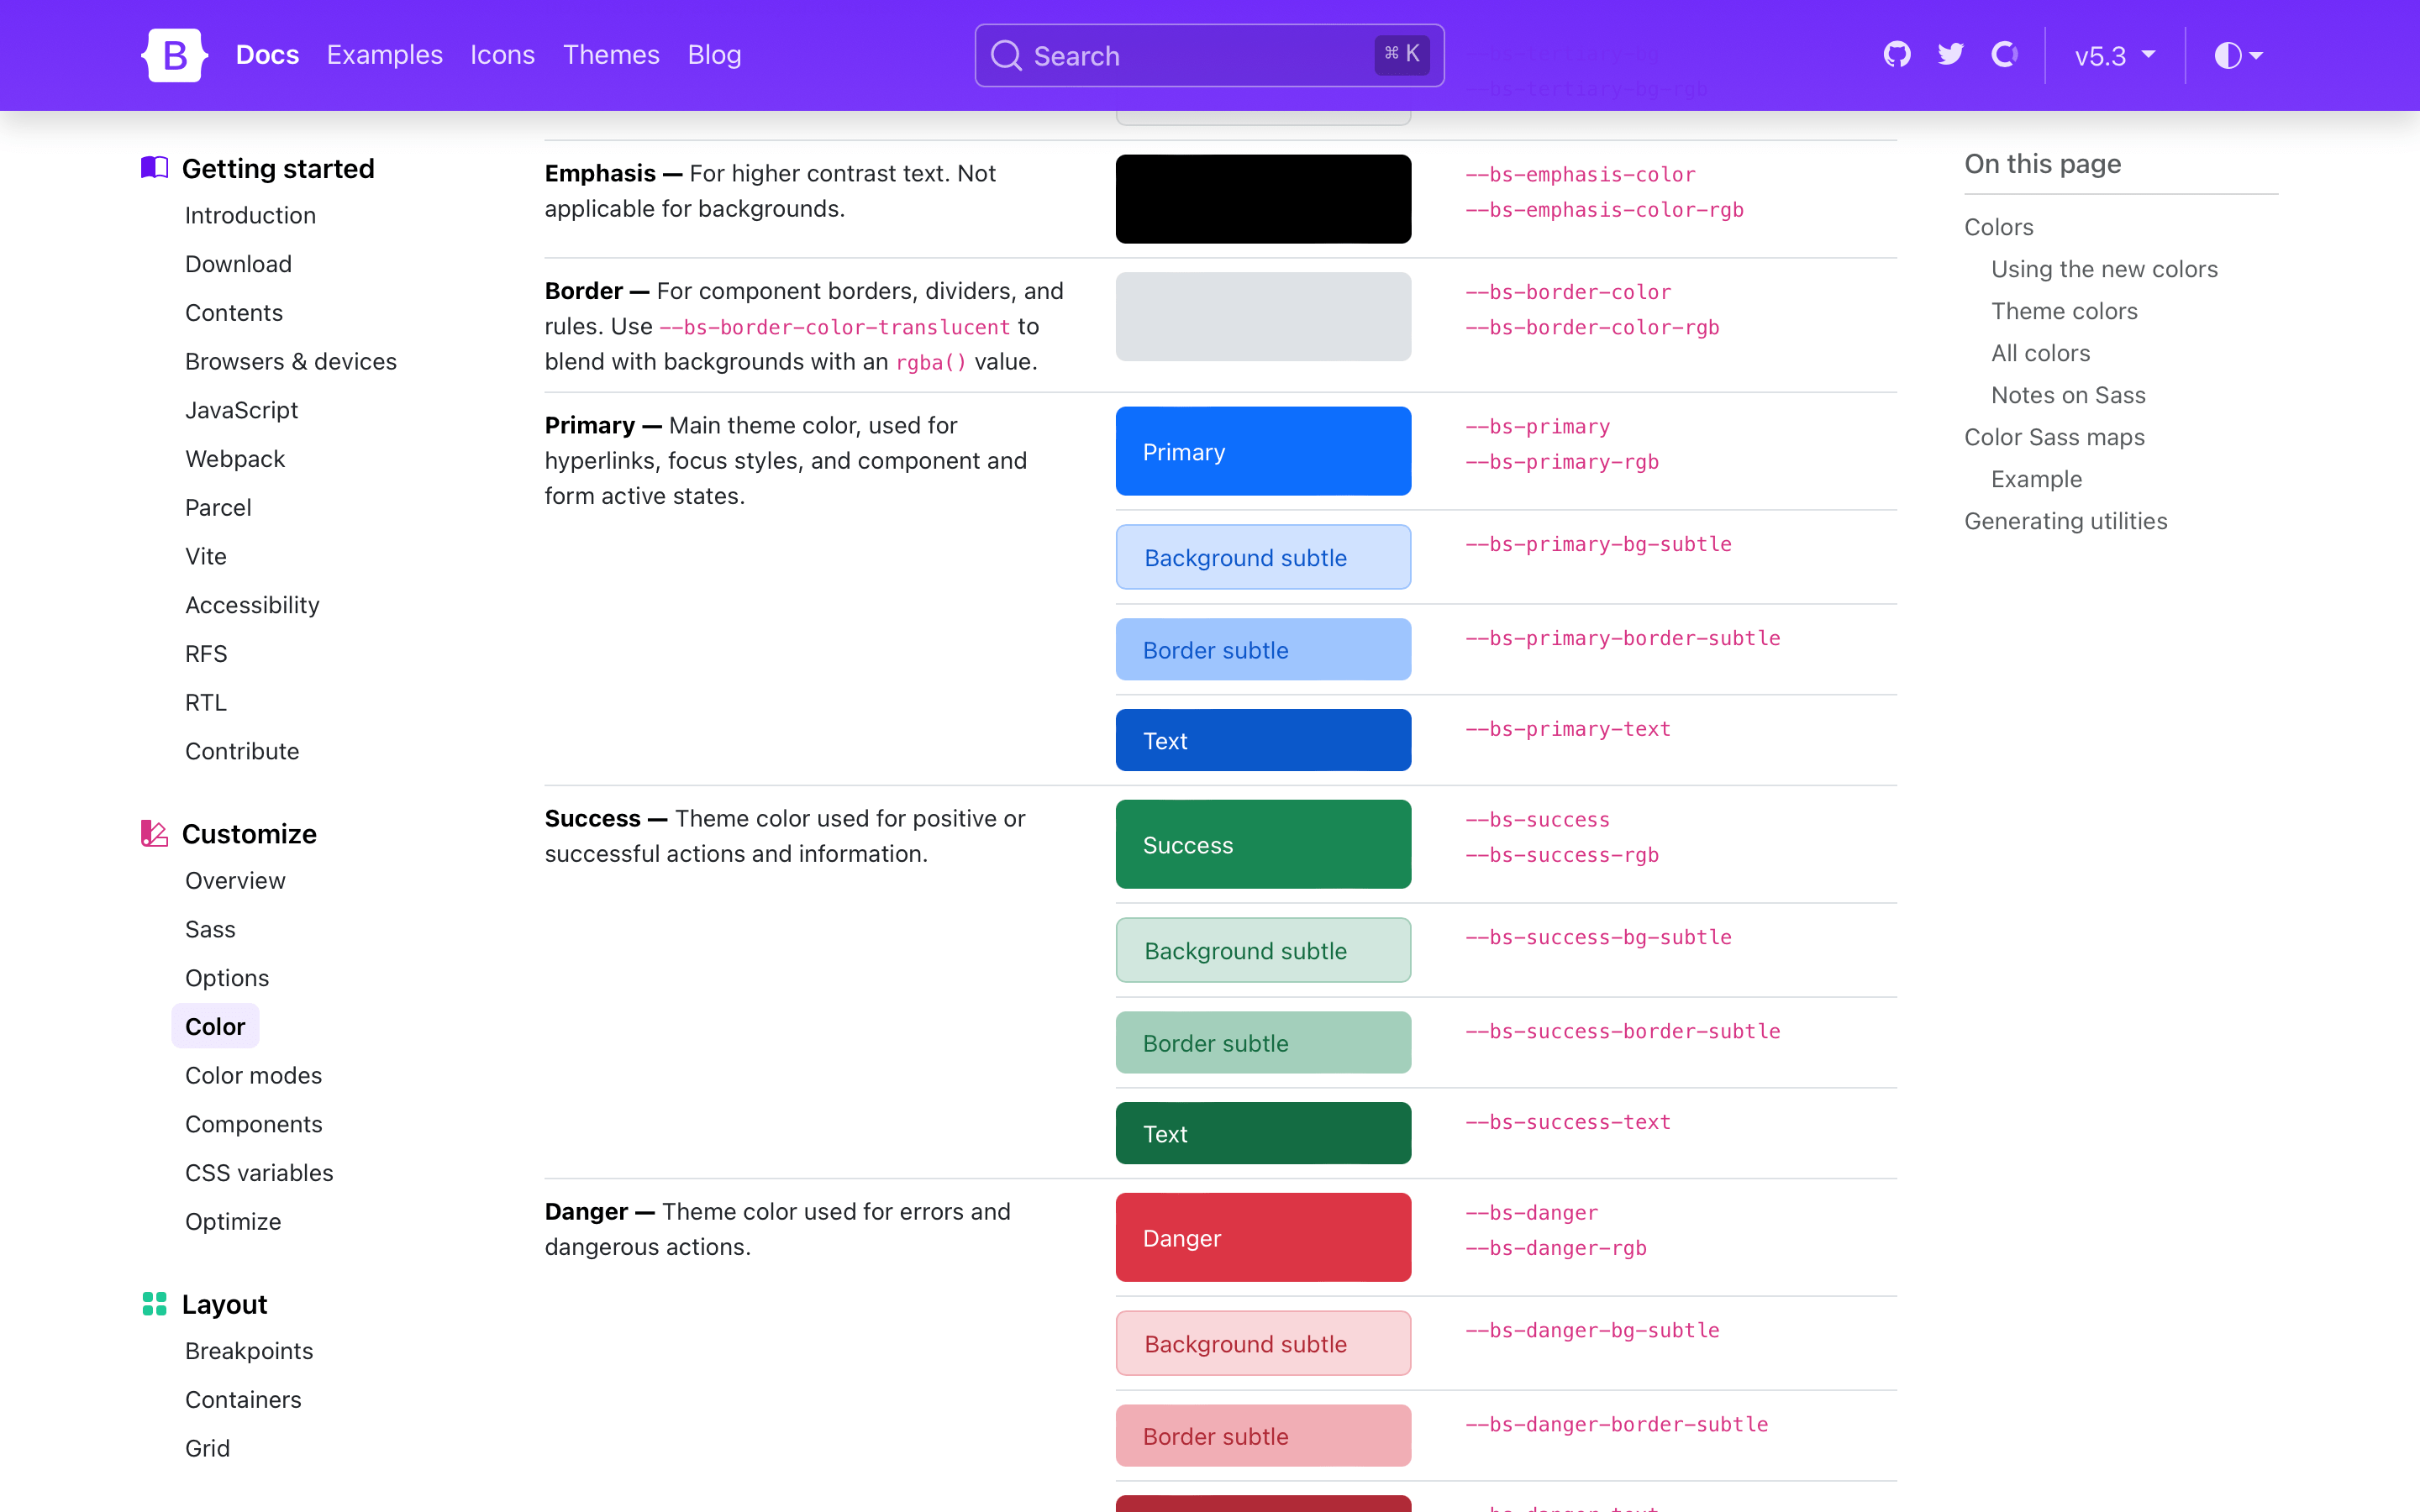 B Docs Examples Icons Themes Blog Search ⌘ K v5.3
--bs-tertiary-bg
--bs-tertiary-bg-rgb
Getting started
Introduction
Download
Contents
Browsers & devices
JavaScript
Webpack
Parcel
Vite
Accessibility
RFS
RTL
Contribute
Customize
Overview
Sass
Options
Color
Color modes
Components
CSS variables
Optimize
Layout
Breakpoints
Containers
Grid
Emphasis — For higher contrast text. Not
applicable for backgrounds.
--bs-emphasis-color
--bs-emphasis-color-rgb
Border — For component borders, dividers, and
rules. Use --bs-border-color-translucent to
blend with backgrounds with an rgba() value.
--bs-border-color
--bs-border-color-rgb
Primary — Main theme color, used for
hyperlinks, focus styles, and component and
form active states.
Primary
--bs-primary
--bs-primary-rgb
Background subtle
--bs-primary-bg-subtle
Border subtle
--bs-primary-border-subtle
Text
--bs-primary-text
Success — Theme color used for positive or
successful actions and information.
Success
--bs-success
--bs-success-rgb
Background subtle
--bs-success-bg-subtle
Border subtle
--bs-success-border-subtle
Text
--bs-success-text
Danger — Theme color used for errors and
dangerous actions.
Danger
--bs-danger
--bs-danger-rgb
Background subtle
--bs-danger-bg-subtle
Border subtle
--bs-danger-border-subtle
On this page
Colors
Using the new colors
Theme colors
All colors
Notes on Sass
Color Sass maps
Example
Generating utilities